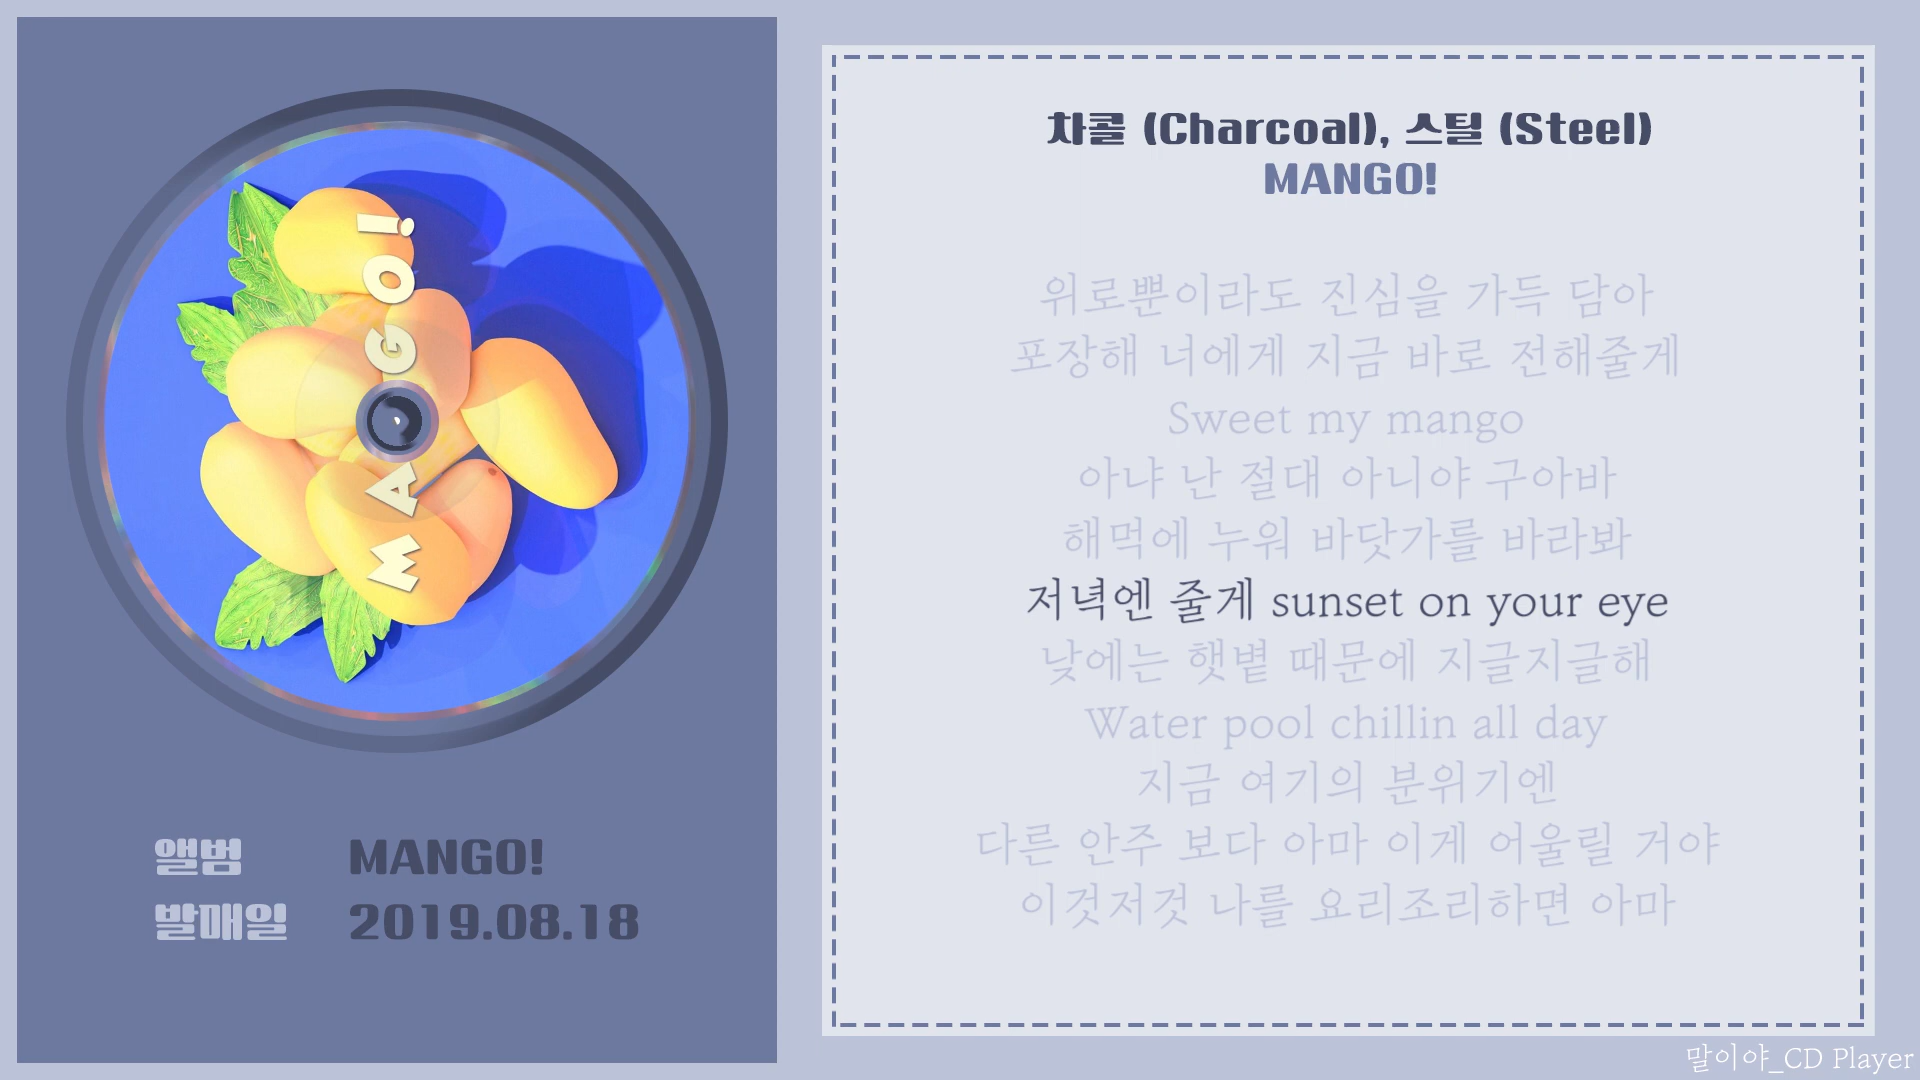 MANGO!
앨범 MANGO!
발매일 2019.08.18
차콜 (Charcoal), 스틸 (Steel)
MANGO!
위로뿐이라도 진심을 가득 담아
포장해 너에게 지금 바로 전해줄게
Sweet my mango
아냐 난 절대 아니야 구아바
해먹에 누워 바닷가를 바라봐
저녁엔 줄게 sunset on your eye
낮에는 햇볕 때문에 지글지글해
Water pool chillin all day
지금 여기의 분위기엔
다른 안주 보다 아마 이게 어울릴 거야
이것저것 나를 요리조리하면 아마
말이야_CD Player